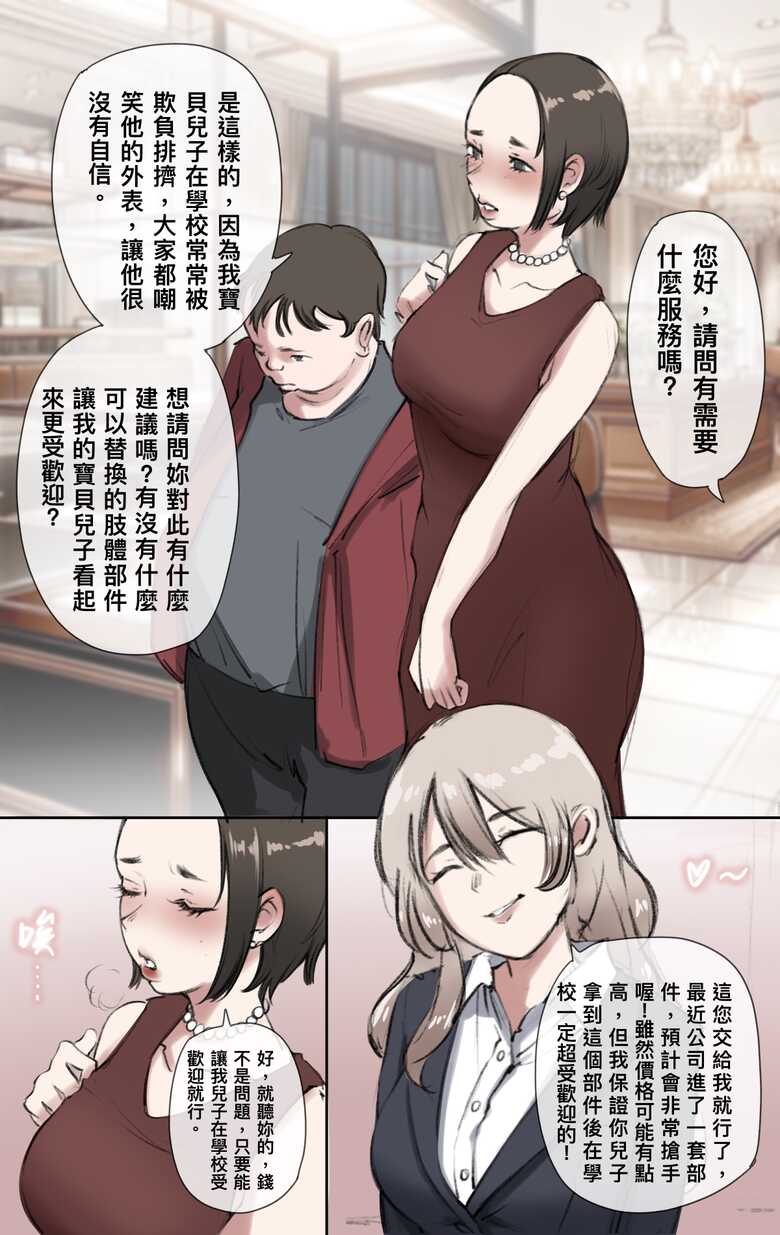 您好，請問有需要
什麼服務嗎？
是這樣的，因為我寶
貝兒子在學校常常被
欺負排擠，大家都嘲
笑他的外表，讓他很
沒有自信。
想請問妳對此有什麼
建議嗎？有沒有什麼
可以替換的肢體部件
讓我的寶貝兒子看起
來更受歡迎？
這您交給我就行了，
最近公司進了一套部
件，預計會非常搶手
喔！雖然價格可能有點
高，但我保證你兒子
拿到這個部件後在學
校一定超受歡迎的！
唉……
好，就聽妳的，錢
不是問題，只要能
讓我兒子在學校受
歡迎就行。